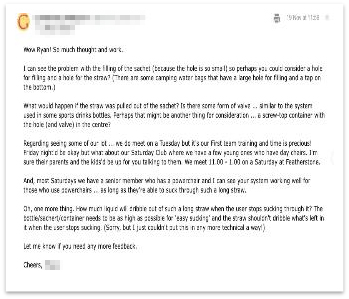 19 Nov at 11:58
Wow Ryan! So much thought and work.
I can see the problem with the filling of the sachet (because the hole is so small) so perhaps you could consider a hole
for filling and a hole for the straw? (There are some camping water bags that have a large hole for filling and a tap on
the bottom.)
What would happen if the straw was pulled out of the sachet? Is there some form of valve ... similar to the system
used in some sports drinks bottles. Perhaps that might be another thing for consideration ... a screw-top container with
the hole (and valve) in the centre?
Regarding seeing some of our lot ... we do meet on a Tuesday but it's our first team training and time is precious!
Friday night'd be okay but what about our Saturday Club where we have a few young ones who have day chairs. I'm
sure their parents and the kids'd be up for you talking to them. We meet 11.00 - 1.00 on a Saturday at Featherstone.
And, most Saturdays we have a senior member who has a powerchair and I can see your system working well for
those who use powerchairs ... as long as they're able to suck through such a long straw.
Oh, one more thing. How much liquid will dribble out of such a long straw when the user stops sucking through it? The
bottle/sachet/container needs to be as high as possible for 'easy sucking' and the straw shouldn't dribble what's left in
it when the user stops sucking. (Sorry, but I just couldn't put this in any more technical a way!)
Let me know if you need any more feedback.
Cheers,